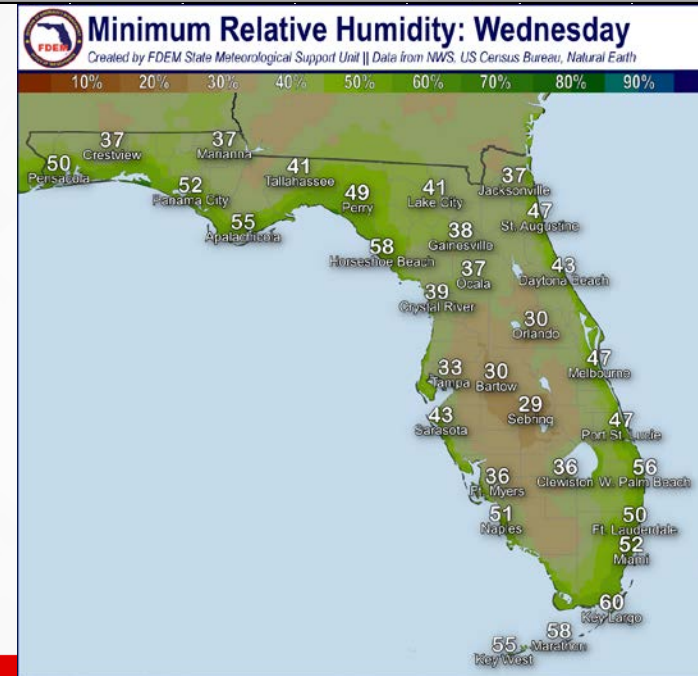 FDEM
Minimum Relative Humidity: Wednesday
Created by FDEM State Meteorological Support Unit || Data from NWS, US Census Bureau, Natural Earth
10% 20% 30% 40% 50% 60% 70% 80% 90%
37
Crestview
37
Marianna
50
Pensacola
52
Panama City
41
Tallahassee
49
Perry
41
Lake City
37
Jacksonville
47
St. Augustine
55
Apalachicola
58
Horseshoe Beach
38
Gainesville
37
Ocala
43
Daytona Beach
39
Crystal River
30
Orlando
33
Tampa
30
Bartow
47
Melbourne
29
Sebring
43
Sarasota
47
Port St. Lucie
36
Ft. Myers
36
Clewiston
56
W. Palm Beach
51
Naples
50
Ft. Lauderdale
52
Miami
60
Key Largo
58
Marathon
55
Key West